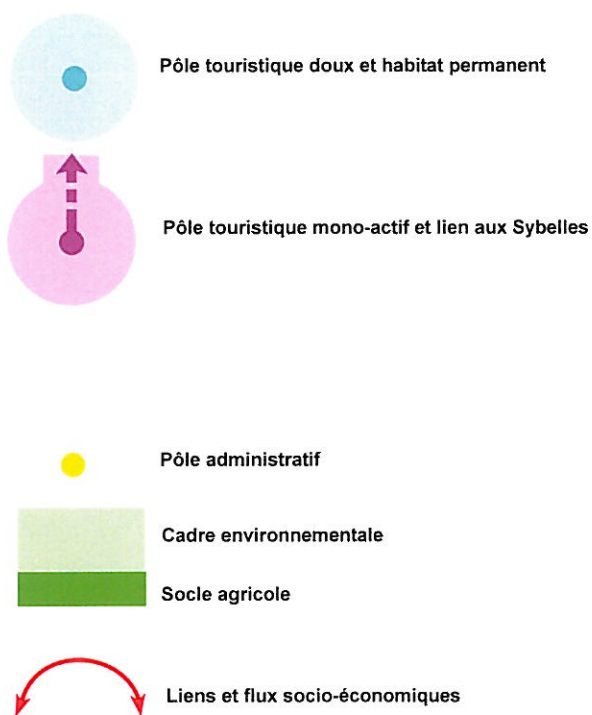 Pôle touristique doux et habitat permanent
Pôle touristique mono-actif et lien aux Sybelles
Pôle administratif
Cadre environnementale
Socle agricole
Liens et flux socio-économiques